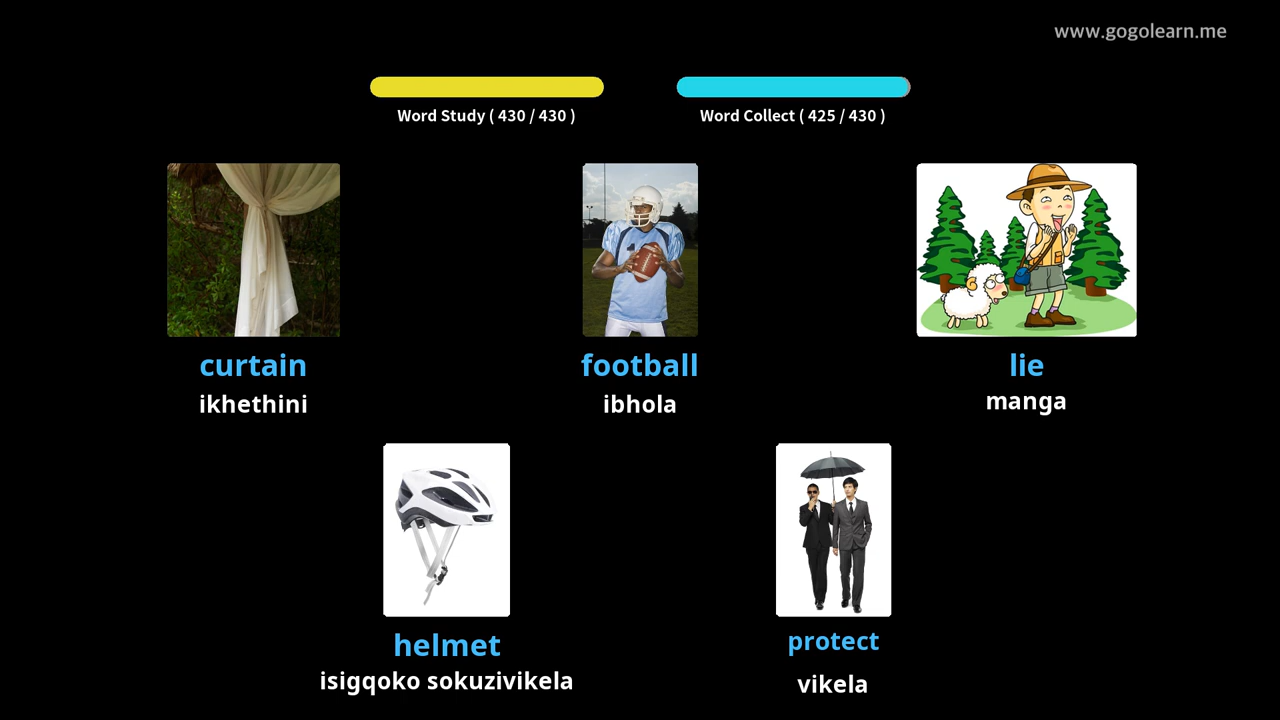 www.gogolearn.me
Word Study ( 430 / 430 )
Word Collect ( 425 / 430 )
curtain
ikhethini
football
ibhola
lie
manga
helmet
isigqoko sokuzivikela
protect
vikela